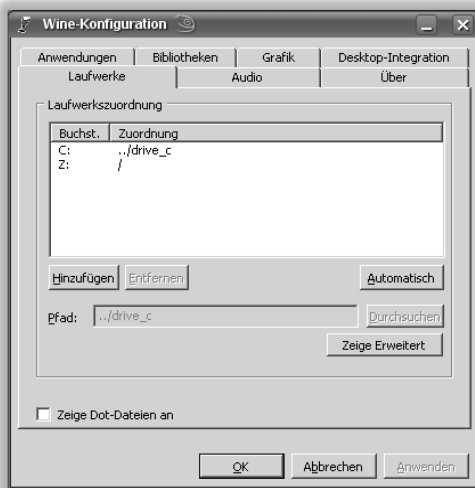 Wine-Konfiguration
Anwendungen Bibliotheken Grafik Desktop-Integration
Laufwerke Audio Über
Laufwerkszuordnung
Buchst. Zuordnung
C: ../drive_c
Z: /
Hinzufügen Entfernen Automatisch
Pfad: ../drive_c Durchsuchen
Zeige Erweitert
Zeige Dot-Dateien an
OK Abbrechen Anwenden